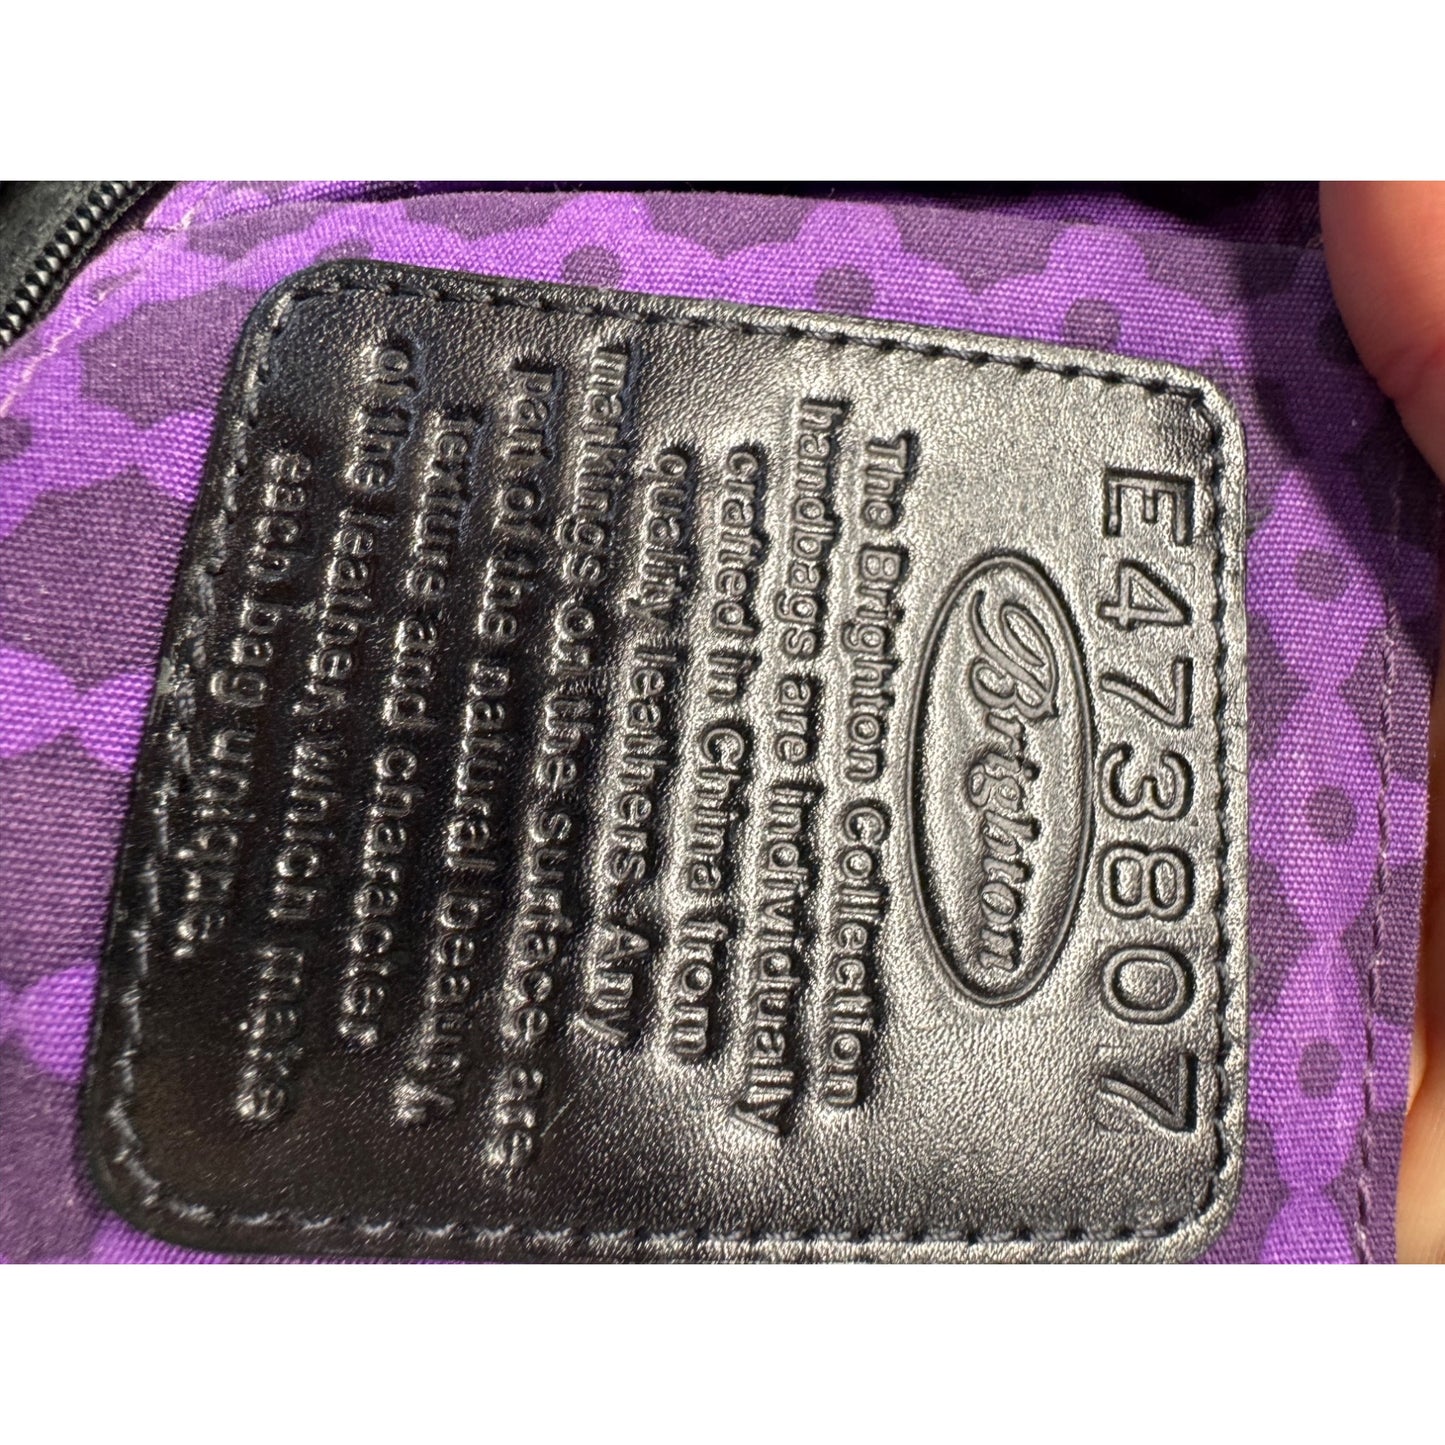 E473807
Brighton
The Brighton Collection
handbags are individually
crafted in China from
quality leathers. Any
markings on the surface are
part of the natural beauty,
texture and character
of the leather which make
each bag unique.